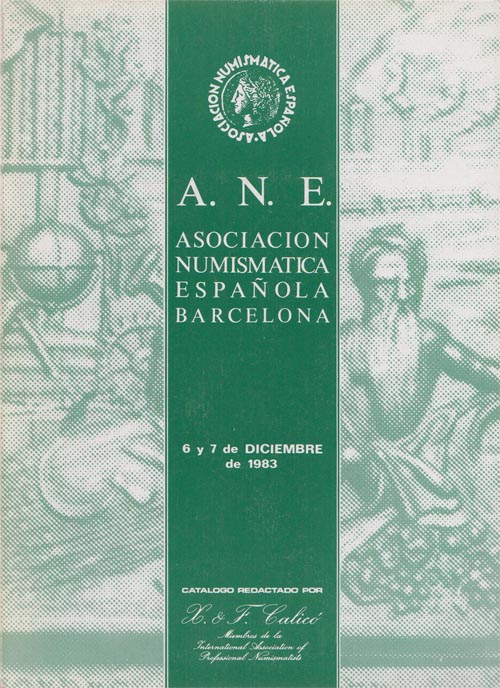 ASOCIACION NUMISMATICA ESPAÑOLA
A. N. E.
ASOCIACION
NUMISMATICA
ESPAÑOLA
BARCELONA
6 y 7 de DICIEMBRE
de 1983
CATALOGO REDACTADO POR
X. & F. Calicó
Miembros de la
International Association of
Professional Numismatists